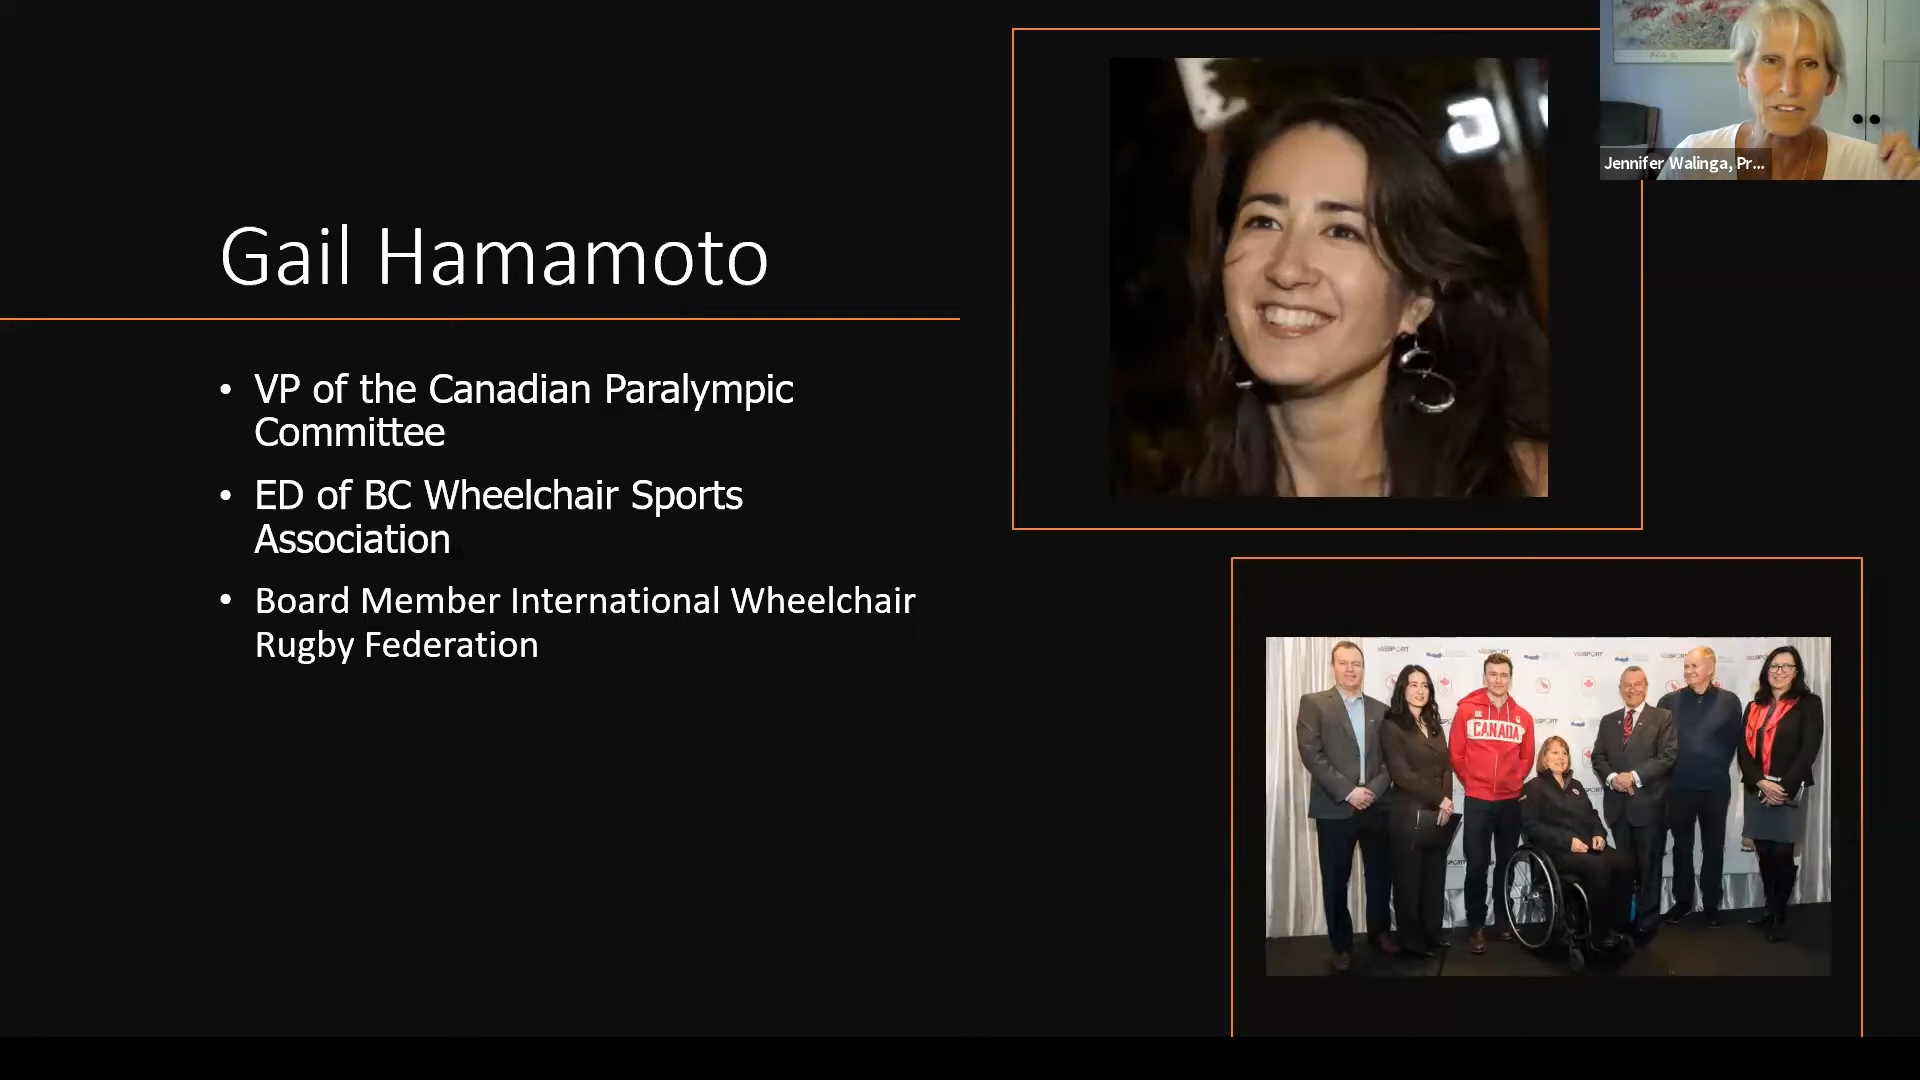 Jennifer Walinga, Pr...
Gail Hamamoto
• VP of the Canadian Paralympic
Committee
• ED of BC Wheelchair Sports
Association
• Board Member International Wheelchair
Rugby Federation
CANADA